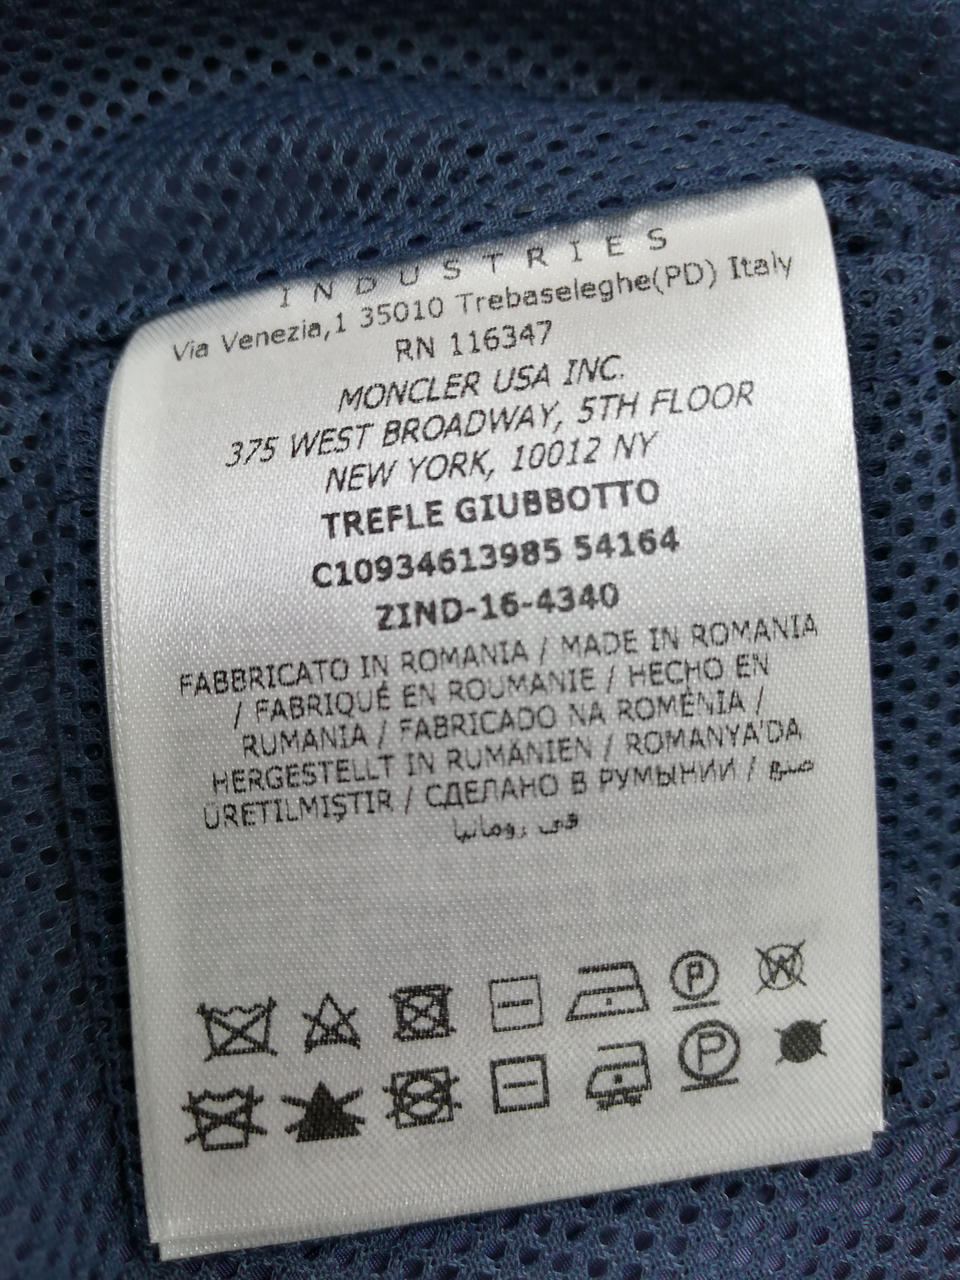 INDUSTRIES
Via Venezia,1 35010 Trebaseleghe(PD) Italy
RN 116347
MONCLER USA INC.
375 WEST BROADWAY, 5TH FLOOR
NEW YORK, 10012 NY
TREFLE GIUBBOTTO
C10934613985 54164
ZIND-16-4340
FABBRICATO IN ROMANIA / MADE IN ROMANIA
/ FABRIQUÉ EN ROUMANIE / HECHO EN
RUMANIA / FABRICADO NA ROMÉNIA /
HERGESTELLT IN RUMÄNIEN / ROMANYA'DA
ÜRETILMIŞTIR / СДЕЛАНО В РУМЫНИИ / صنع
في رومانيا
P W
P